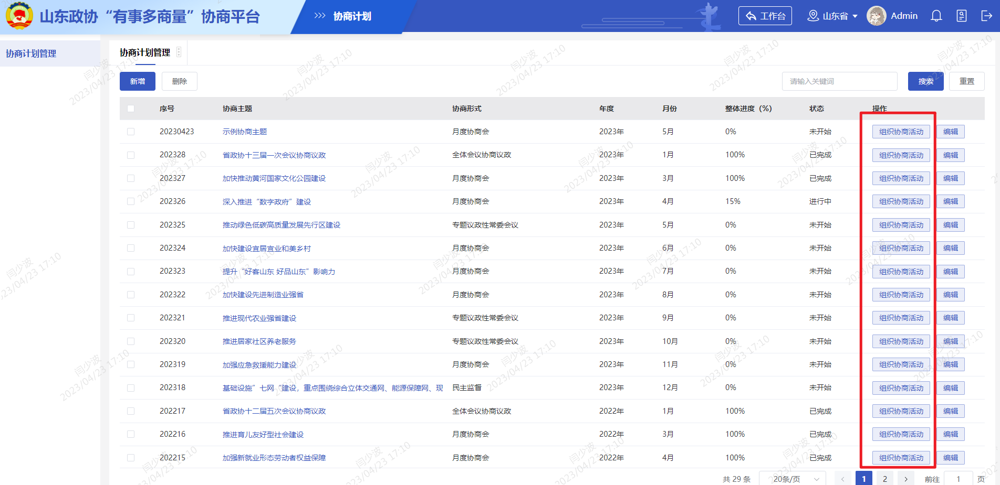 山东政协“有事多商量”协商平台
>>> 协商计划
工作台
山东省
Admin
协商计划管理
协商计划管理
新增 删除
请输入关键词 搜索 重置
序号 协商主题 协商形式 年度 月份 整体进度（%） 状态 操作
20230423 示例协商主题 月度协商会 2023年 5月 0% 未开始 组织协商活动 编辑
202328 省政协十三届一次会议协商议政 全体会议协商议政 2023年 1月 100% 已完成 组织协商活动 编辑
202327 加快推动黄河国家文化公园建设 月度协商会 2023年 3月 100% 已完成 组织协商活动 编辑
202326 深入推进“数字政府”建设 月度协商会 2023年 4月 15% 进行中 组织协商活动 编辑
202325 推动绿色低碳高质量发展先行区建设 专题议政性常委会议 2023年 5月 0% 未开始 组织协商活动 编辑
202324 加快建设宜居宜业和美乡村 月度协商会 2023年 6月 0% 未开始 组织协商活动 编辑
202323 提升“好客山东 好品山东”影响力 月度协商会 2023年 7月 0% 未开始 组织协商活动 编辑
202322 加快建设先进制造业强省 月度协商会 2023年 8月 0% 未开始 组织协商活动 编辑
202321 推进现代农业强省建设 专题议政性常委会议 2023年 9月 0% 未开始 组织协商活动 编辑
202320 推进居家社区养老服务 专题议政性常委会议 2023年 10月 0% 未开始 组织协商活动 编辑
202319 加强应急救援能力建设 月度协商会 2023年 11月 0% 未开始 组织协商活动 编辑
202318 基础设施”七网“建设，重点围绕综合立体交通网、能源保障网、现 民主监督 2023年 12月 0% 未开始 组织协商活动 编辑
202217 省政协十二届五次会议协商议政 全体会议协商议政 2022年 1月 100% 已完成 组织协商活动 编辑
202216 推进育儿友好型社会建设 月度协商会 2022年 3月 100% 已完成 组织协商活动 编辑
202215 加强新就业形态劳动者权益保障 月度协商会 2022年 4月 100% 已完成 组织协商活动 编辑
共 29 条 20条/页 < 1 2 > 前往 1 页
闫少波
2023/04/23 17:10